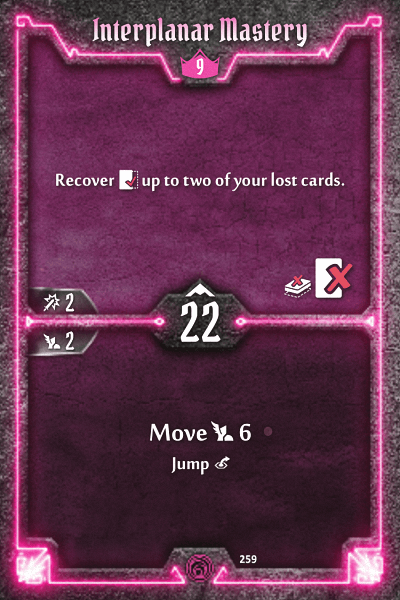 Interplanar Mastery
9
Recover up to two of your lost cards.
2
22
2
Move 6
Jump
259